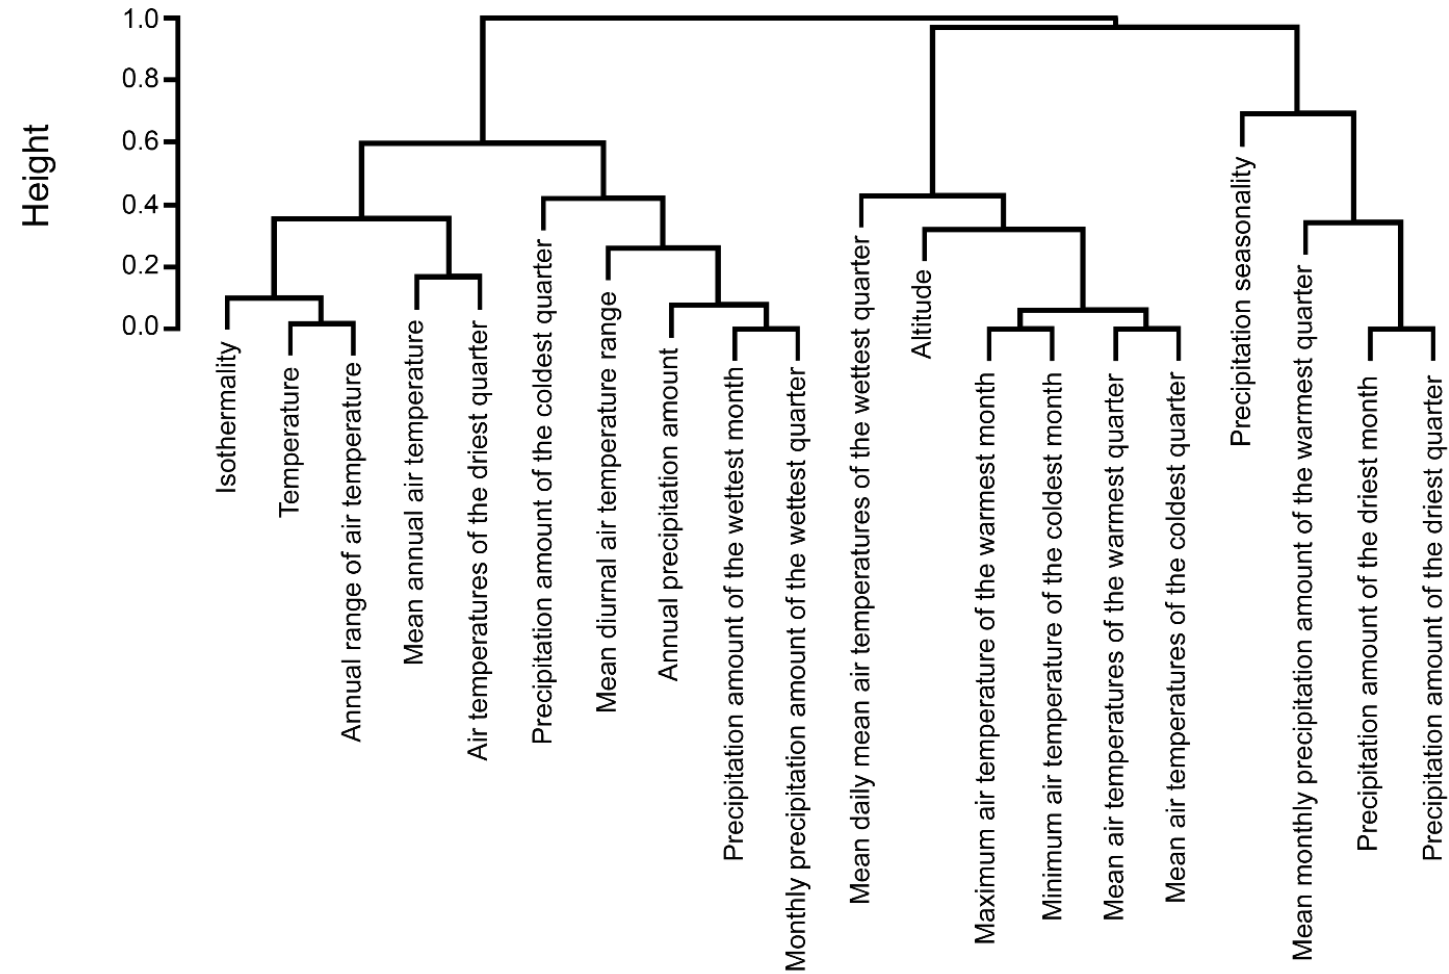 Height
1.0
0.8
0.6
0.4
0.2
0.0
Isothermality
Temperature
Annual range of air temperature
Mean annual air temperature
Air temperatures of the driest quarter
Precipitation amount of the coldest quarter
Mean diurnal air temperature range
Annual precipitation amount
Precipitation amount of the wettest month
Monthly precipitation amount of the wettest quarter
Mean daily mean air temperatures of the wettest quarter
Altitude
Maximum air temperature of the warmest month
Minimum air temperature of the coldest month
Mean air temperatures of the warmest quarter
Mean air temperatures of the coldest quarter
Precipitation seasonality
Mean monthly precipitation amount of the warmest quarter
Precipitation amount of the driest month
Precipitation amount of the driest quarter